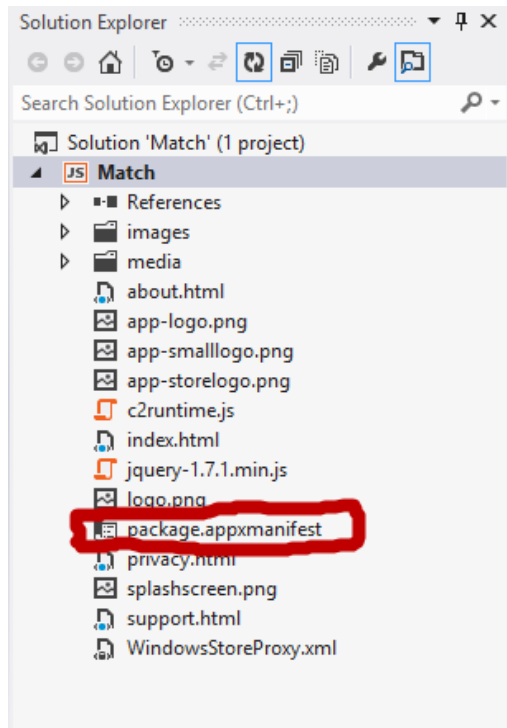 Solution Explorer
Search Solution Explorer (Ctrl+;)
Solution 'Match' (1 project)
JS Match
References
images
media
about.html
app-logo.png
app-smalllogo.png
app-storelogo.png
c2runtime.js
index.html
jquery-1.7.1.min.js
logo.png
package.appxmanifest
privacy.html
splashscreen.png
support.html
WindowsStoreProxy.xml